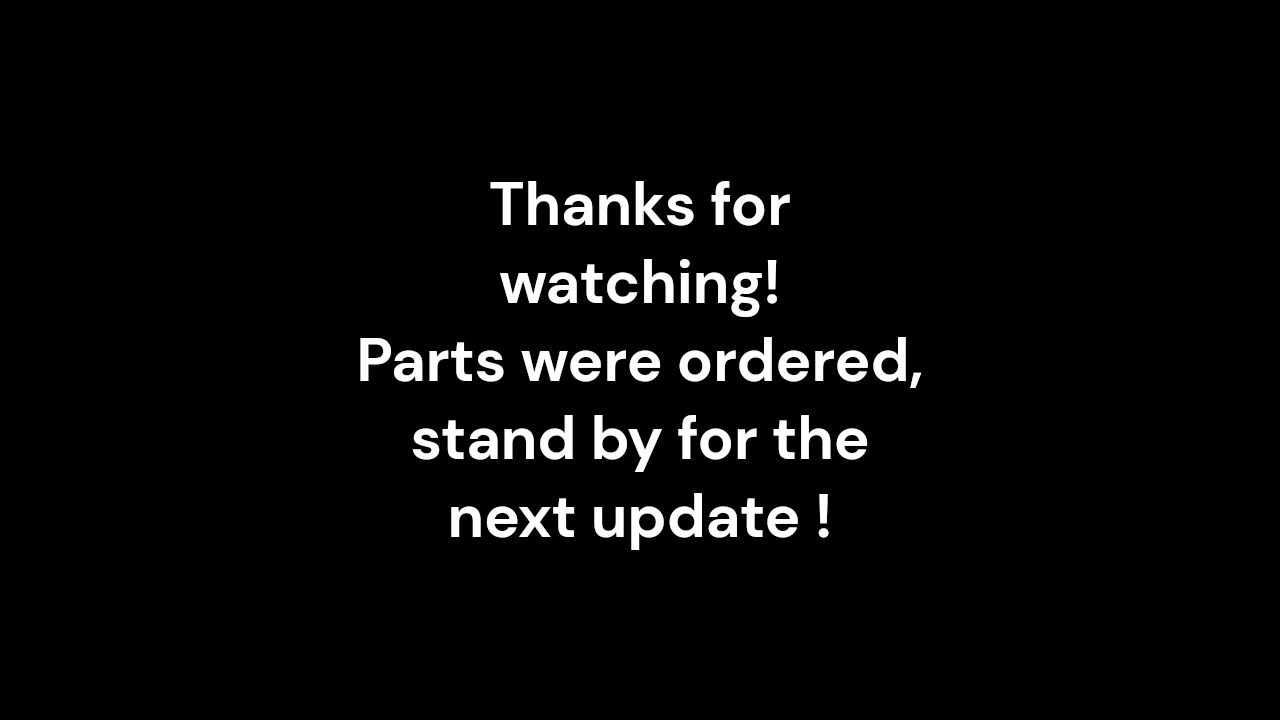 Thanks for
watching!
Parts were ordered,
stand by for the
next update !